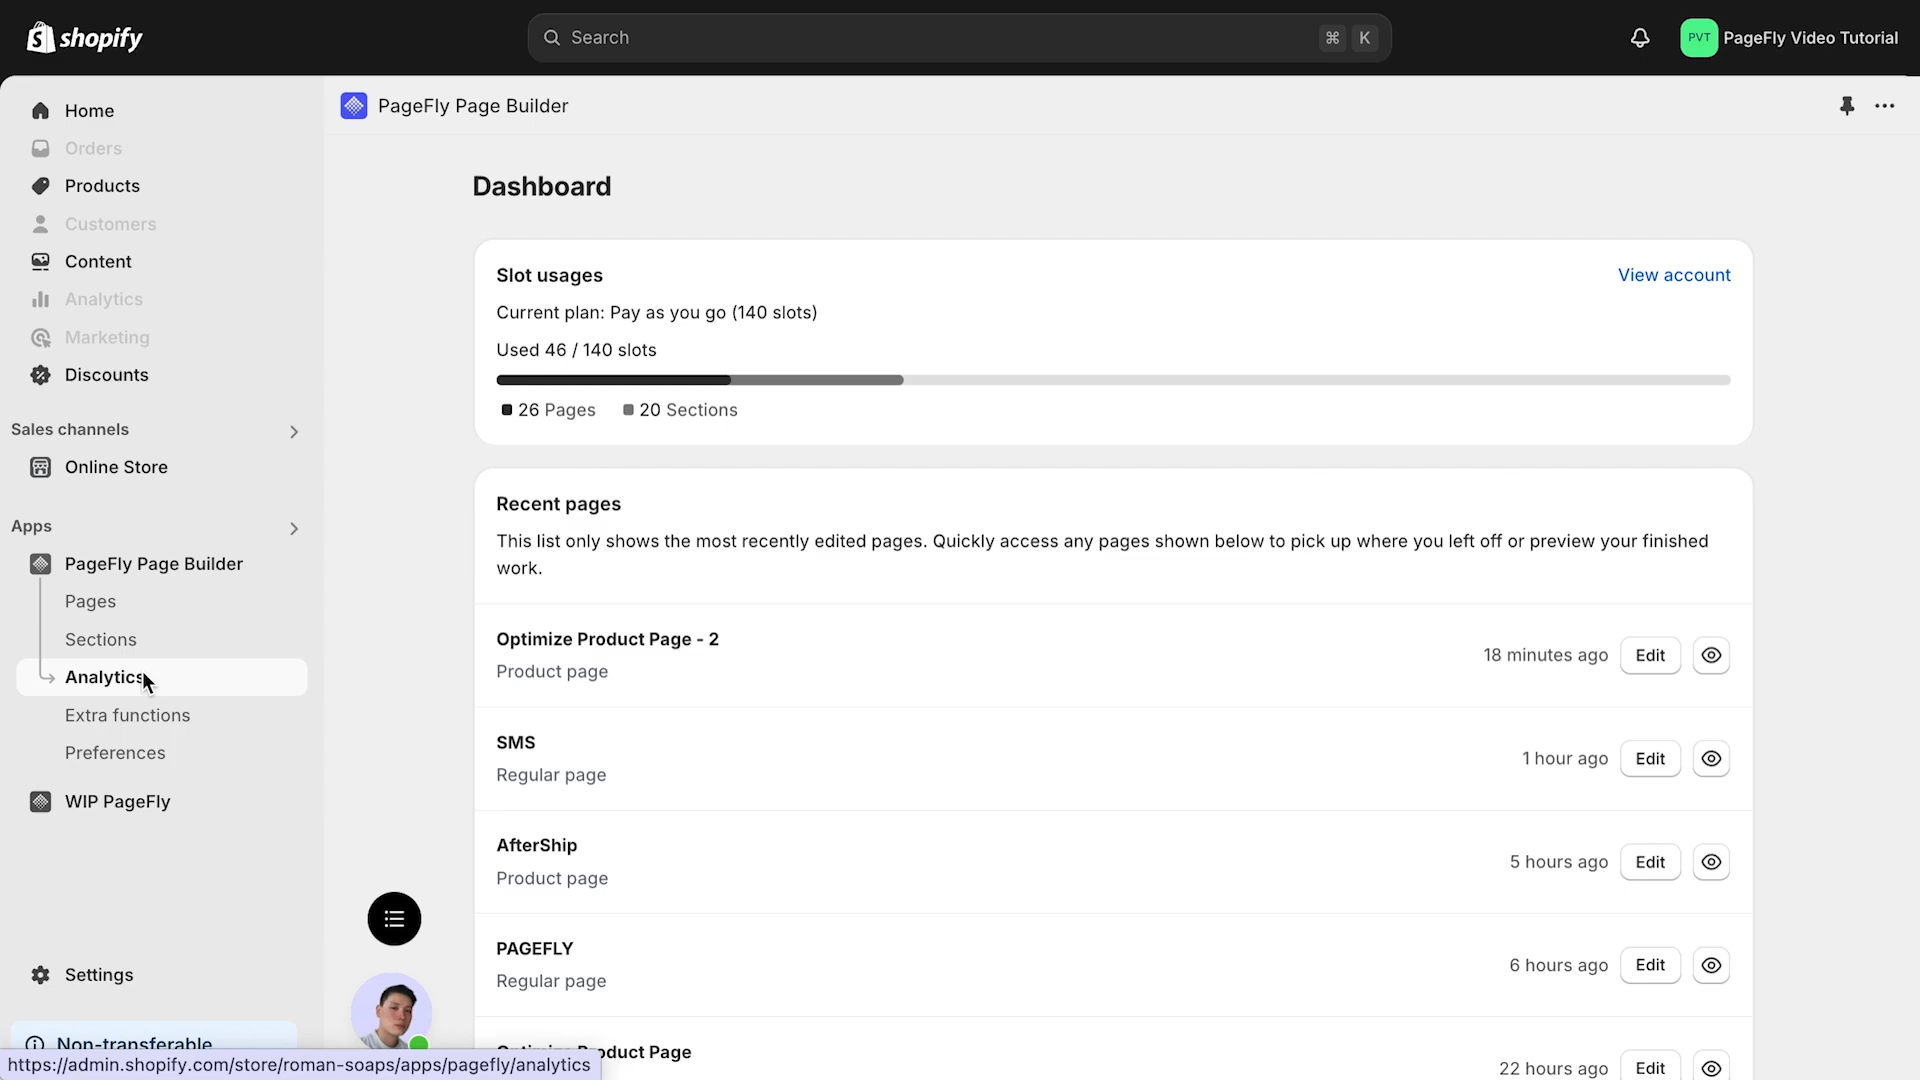 shopify
Search
⌘ K
PVT
PageFly Video Tutorial
Home
Orders
Products
Customers
Content
Analytics
Marketing
Discounts
Sales channels
Online Store
Apps
PageFly Page Builder
Pages
Sections
Analytics
Extra functions
Preferences
WIP PageFly
Settings
Non-transferable
https://admin.shopify.com/store/roman-soaps/apps/pagefly/analytics
PageFly Page Builder
Dashboard
Slot usages
View account
Current plan: Pay as you go (140 slots)
Used 46 / 140 slots
26 Pages
20 Sections
Recent pages
This list only shows the most recently edited pages. Quickly access any pages shown below to pick up where you left off or preview your finished
work.
Optimize Product Page - 2
Product page
18 minutes ago
Edit
SMS
Regular page
1 hour ago
Edit
AfterShip
Product page
5 hours ago
Edit
PAGEFLY
Regular page
6 hours ago
Edit
Optimize Product Page
22 hours ago
Edit